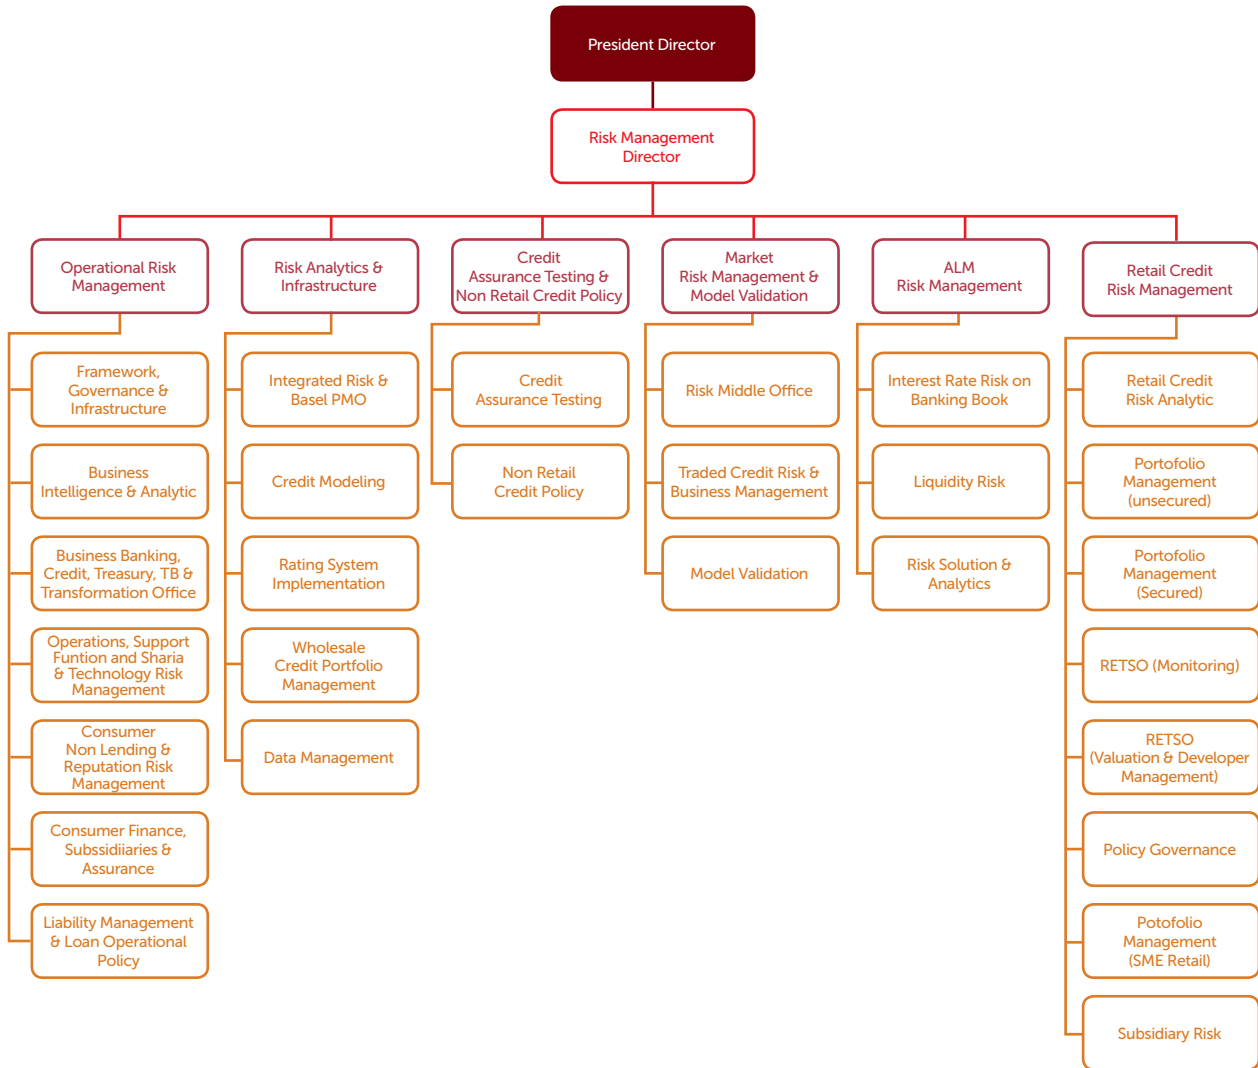 President Director
Risk Management
Director
Operational Risk
Management
Risk Analytics &
Infrastructure
Credit
Assurance Testing &
Non Retail Credit Policy
Market
Risk Management &
Model Validation
ALM
Risk Management
Retail Credit
Risk Management
Framework,
Governance &
Infrastructure
Business
Intelligence & Analytic
Business Banking,
Credit, Treasury, TB &
Transformation Office
Operations, Support
Funtion and Sharia
& Technology Risk
Management
Consumer
Non Lending &
Reputation Risk
Management
Consumer Finance,
Subssidiiaries &
Assurance
Liability Management
& Loan Operational
Policy
Integrated Risk &
Basel PMO
Credit Modeling
Rating System
Implementation
Wholesale
Credit Portfolio
Management
Data Management
Credit
Assurance Testing
Non Retail
Credit Policy
Risk Middle Office
Traded Credit Risk &
Business Management
Model Validation
Interest Rate Risk on
Banking Book
Liquidity Risk
Risk Solution &
Analytics
Retail Credit
Risk Analytic
Portofolio
Management
(unsecured)
Portofolio
Management
(Secured)
RETSO (Monitoring)
RETSO
(Valuation & Developer
Management)
Policy Governance
Potofolio
Management
(SME Retail)
Subsidiary Risk